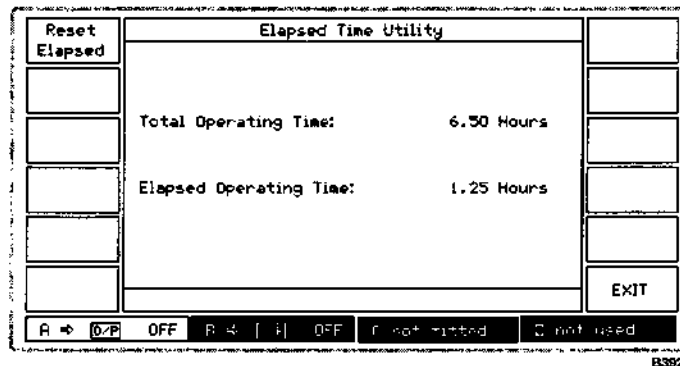 Reset
Elapsed
Elapsed Time Utility
Total Operating Time: 6.50 Hours
Elapsed Operating Time: 1.25 Hours
EXIT
A ⇒ O/P OFF B OFF C not fitted D not used
B392